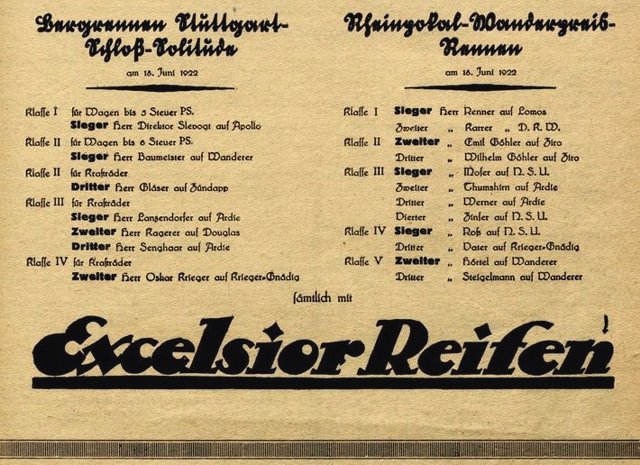 Bergrennen Stuttgart-
Schloß-Solitüde
am 18. Juni 1922
Klasse I für Wagen bis 5 Steuer PS.
Sieger Herr Direktor Slevogt auf Apollo
Klasse II für Wagen bis 6 Steuer PS.
Sieger Herr Baumeister auf Wanderer
Klasse II für Krafträder
Dritter Herr Gläser auf Zündapp
Klasse III für Krafträder
Sieger Herr Lanzendorfer auf Ardie
Zweiter Herr Ragerer auf Douglas
Dritter Herr Senghaar auf Ardie
Klasse IV für Krafträder
Zweiter Herr Oskar Krieger auf Krieger-Gnädig
Rheinpokal-Wanderpreis-
Rennen
am 18. Juni 1922
Klasse I Sieger Herr Renner auf Lomos
Zweiter „ Karrer „ D. K. W.
Klasse II Zweiter „ Emil Göhler auf Ziro
Dritter „ Wilhelm Göhler auf Ziro
Klasse III Sieger „ Moser auf N. S. U.
Zweiter „ Thumshirn auf Ardie
Dritter „ Werner auf Ardie
Vierter „ Zinser auf N. S. U.
Klasse IV Sieger „ Roß auf N. S. U.
Dritter „ Vater auf Krieger-Gnädig
Klasse V Zweiter „ Hörtel auf Wanderer
Dritter „ Steigelmann auf Wanderer
sämtlich mit
Excelsior Reifen!